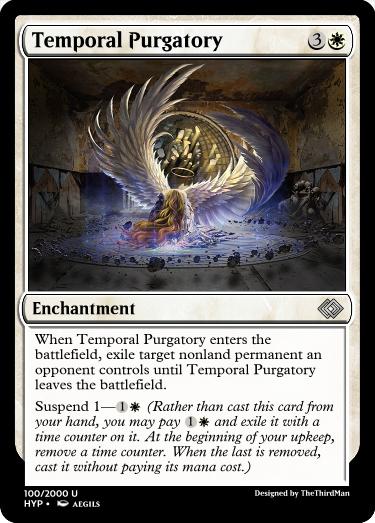 Temporal Purgatory 3
Enchantment
When Temporal Purgatory enters the
battlefield, exile target nonland permanent an
opponent controls until Temporal Purgatory
leaves the battlefield.
Suspend 1—1 (Rather than cast this card from
your hand, you may pay 1 and exile it with a
time counter on it. At the beginning of your upkeep,
remove a time counter. When the last is removed,
cast it without paying its mana cost.)
100/2000 U
Designed by TheThirdMan
HYP • AEGILS